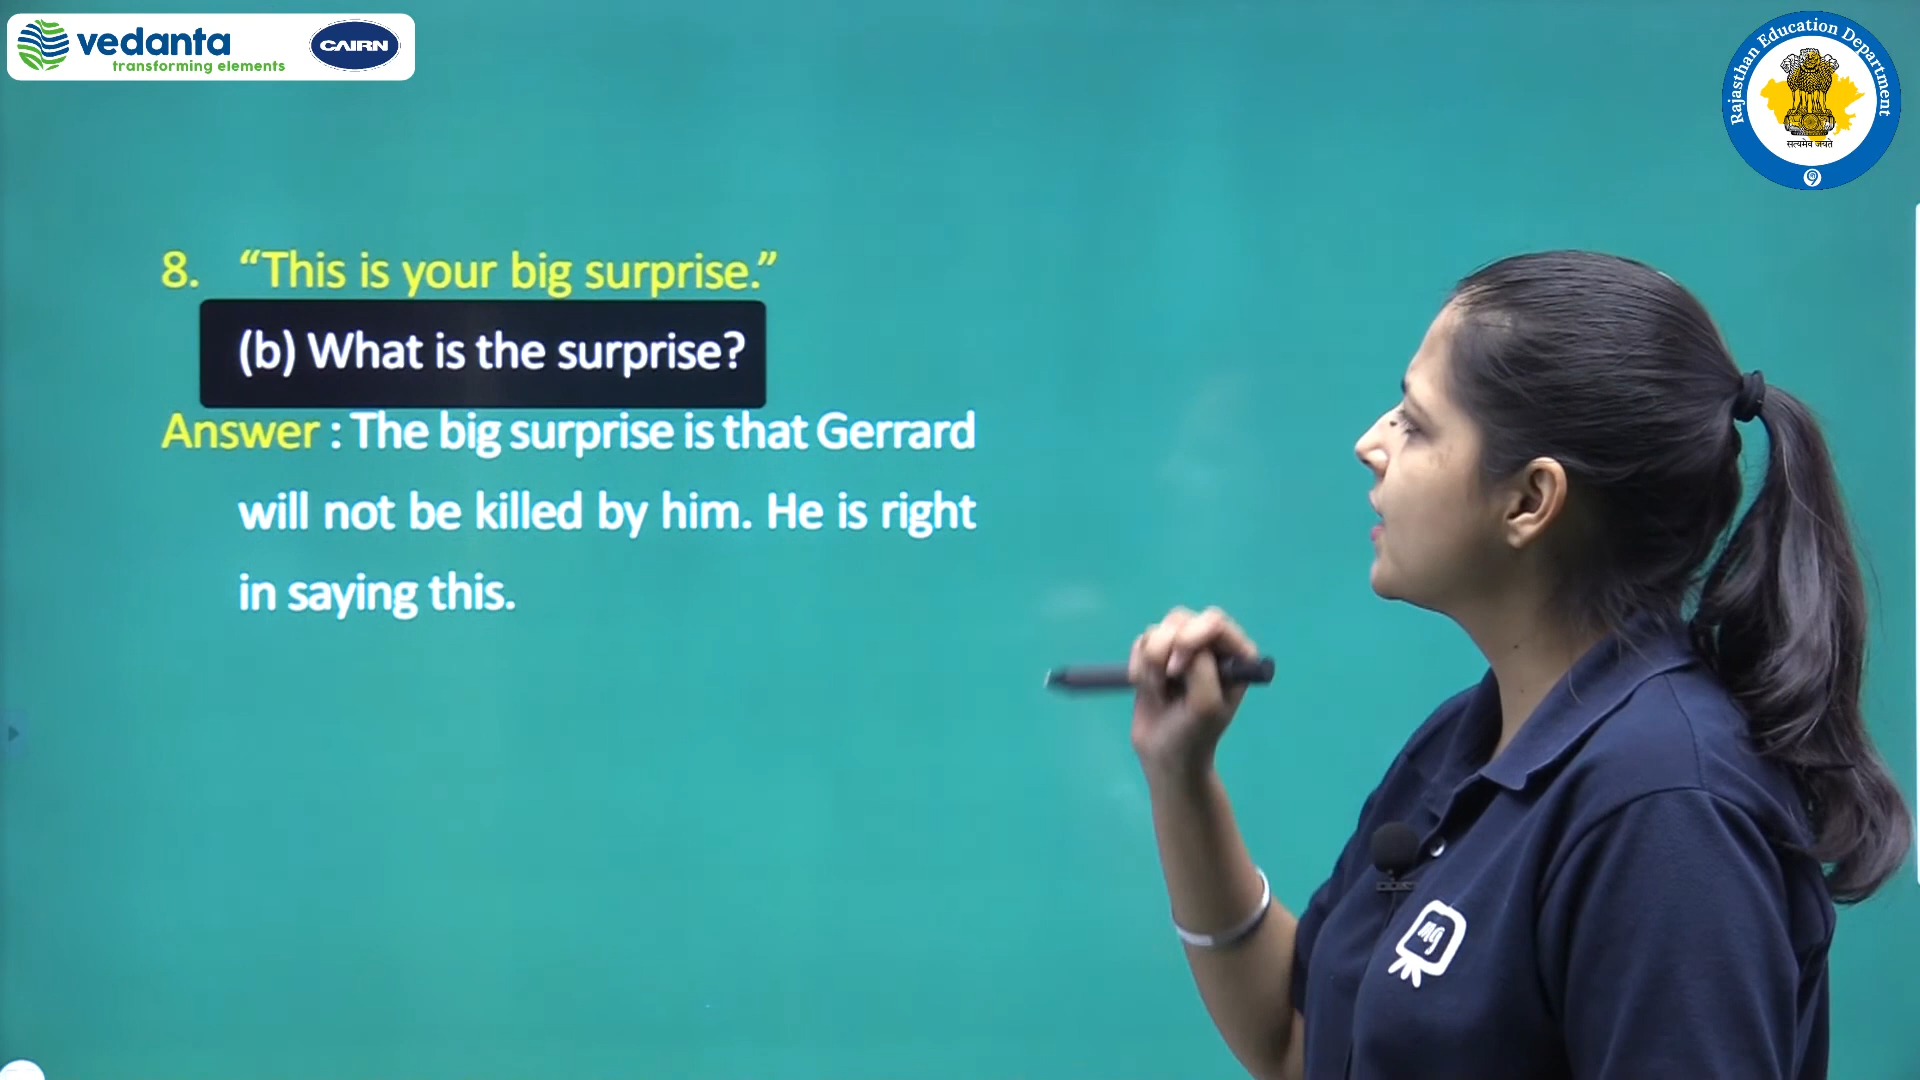 vedanta
transforming elements
CAIRN
Rajasthan Education Department
सत्यमेव जयते
8. “This is your big surprise.”
(b) What is the surprise?
Answer : The big surprise is that Gerrard
will not be killed by him. He is right
in saying this.
mg